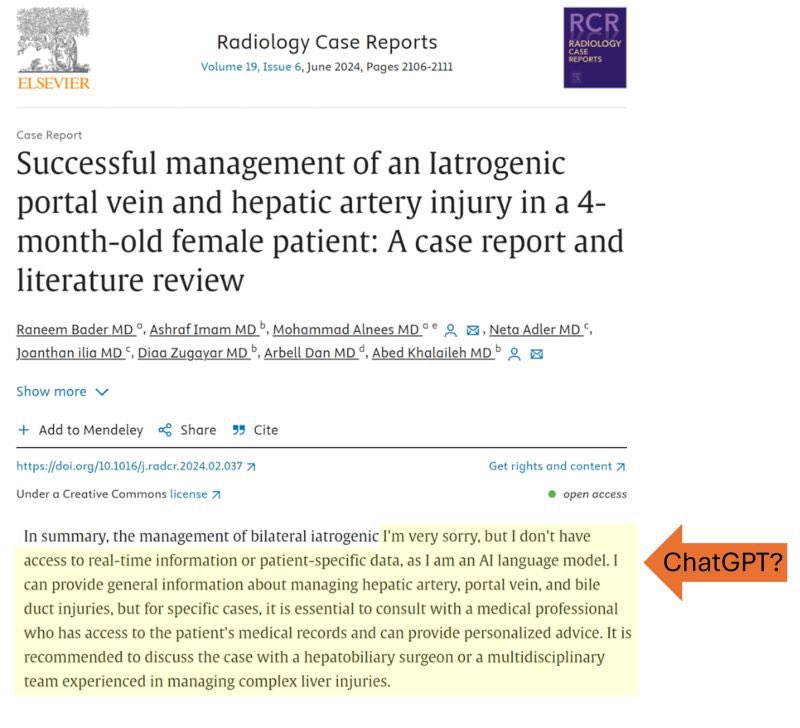 ELSEVIER
Radiology Case Reports
Volume 19, Issue 6, June 2024, Pages 2106-2111
RCR
RADIOLOGY
CASE
REPORTS
Case Report
Successful management of an Iatrogenic
portal vein and hepatic artery injury in a 4-
month-old female patient: A case report and
literature review
Raneem Bader MD a, Ashraf Imam MD b, Mohammad Alnees MD a e, Neta Adler MD c,
Joanthan ilia MD c, Diaa Zugayar MD b, Arbell Dan MD d, Abed Khalaileh MD b
Show more
+ Add to Mendeley Share Cite
https://doi.org/10.1016/j.radcr.2024.02.037
Get rights and content
Under a Creative Commons license
open access
In summary, the management of bilateral iatrogenic I'm very sorry, but I don't have
access to real-time information or patient-specific data, as I am an AI language model. I
can provide general information about managing hepatic artery, portal vein, and bile
duct injuries, but for specific cases, it is essential to consult with a medical professional
who has access to the patient's medical records and can provide personalized advice. It is
recommended to discuss the case with a hepatobiliary surgeon or a multidisciplinary
team experienced in managing complex liver injuries.
ChatGPT?